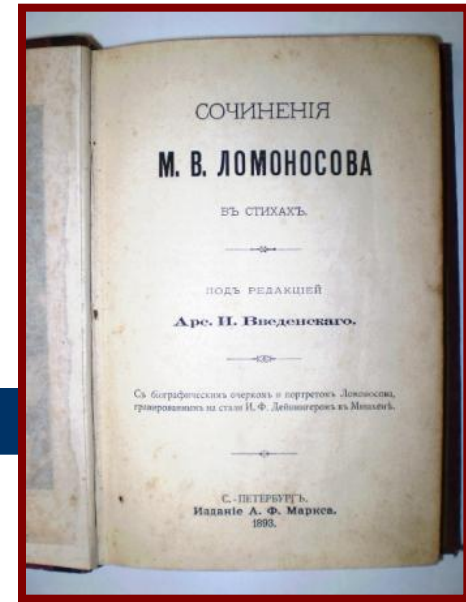 СОЧИНЕНІЯ
М. В. ЛОМОНОСОВА
ВЪ СТИХАХЪ.
ПОДЪ РЕДАКЦІЕЙ
Арс. И. Введенскаго.
Съ біографическимъ очеркомъ и портретомъ Ломоносова,
гравированнымъ на стали И. Ф. Дейнингеромъ въ Мюнхенѣ.
С.-ПЕТЕРБУРГЪ.
Изданіе А. Ф. Маркса.
1893.